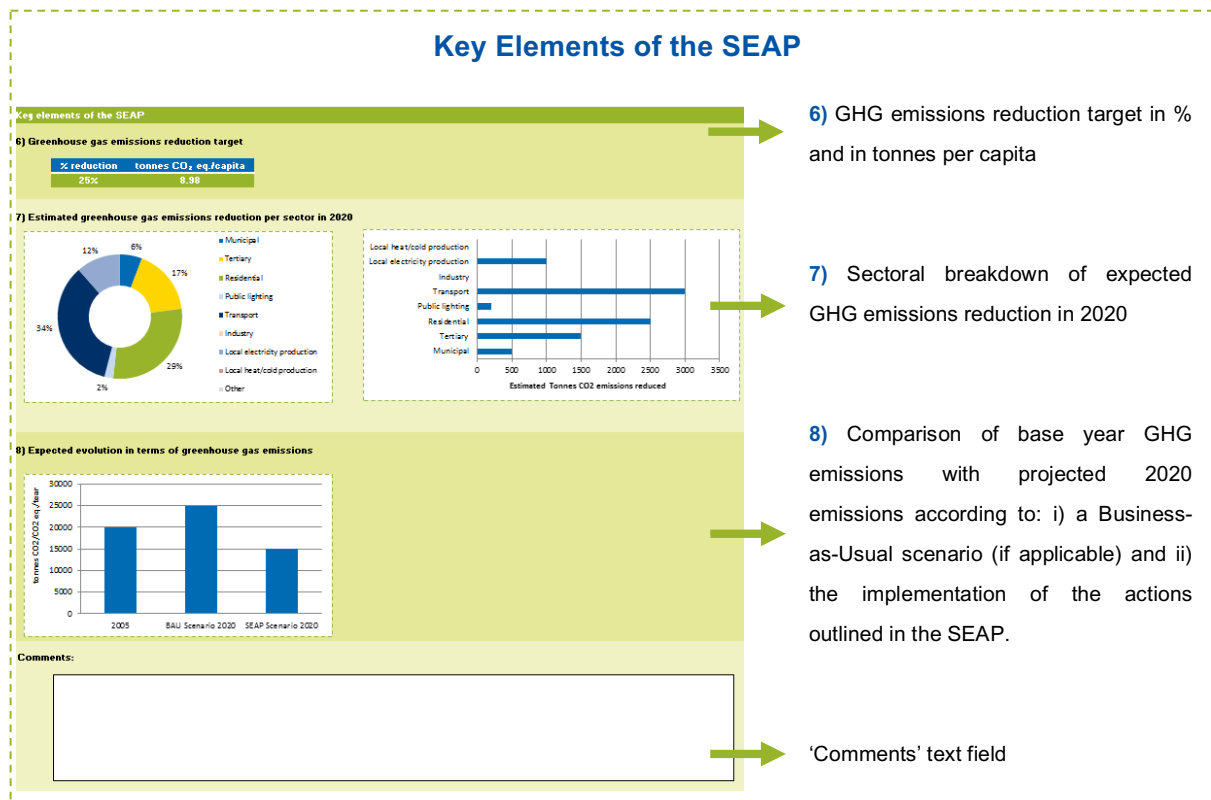 Key Elements of the SEAP
Key elements of the SEAP
6) Greenhouse gas emissions reduction target
% reduction tonnes CO₂ eq./capita
25% 8.98
7) Estimated greenhouse gas emissions reduction per sector in 2020
12%
6%
17%
34%
29%
2%
Municipal
Tertiary
Residential
Public lighting
Transport
Industry
Local electricity production
Local heat/cold production
Other
Local heat/cold production
Local electricity production
Industry
Transport
Public lighting
Residential
Tertiary
Municipal
0 500 1000 1500 2000 2500 3000 3500
Estimated Tonnes CO2 emissions reduced
8) Expected evolution in terms of greenhouse gas emissions
tonnes CO2/CO2 eq./tear
30000
25000
20000
15000
10000
5000
0
2005 BAU Scenario 2020 SEAP Scenario 2020
Comments:
6) GHG emissions reduction target in %
and in tonnes per capita
7) Sectoral breakdown of expected
GHG emissions reduction in 2020
8) Comparison of base year GHG
emissions with projected 2020
emissions according to: i) a Business-
as-Usual scenario (if applicable) and ii)
the implementation of the actions
outlined in the SEAP.
‘Comments’ text field